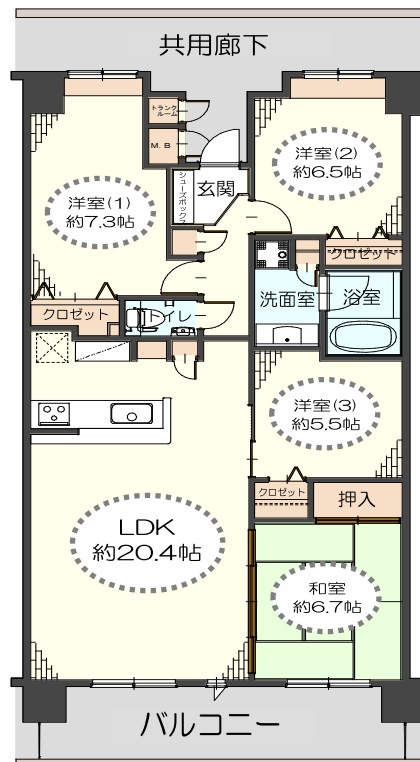 共用廊下
トランク
ルーム
M.B
シューズボックス
玄関
洋室(1)
約7.3帖
洋室(2)
約6.5帖
クロゼット
クロゼット
トイレ
洗面室
浴室
洋室(3)
約5.5帖
クロゼット
押入
LDK
約20.4帖
和室
約6.7帖
バルコニー